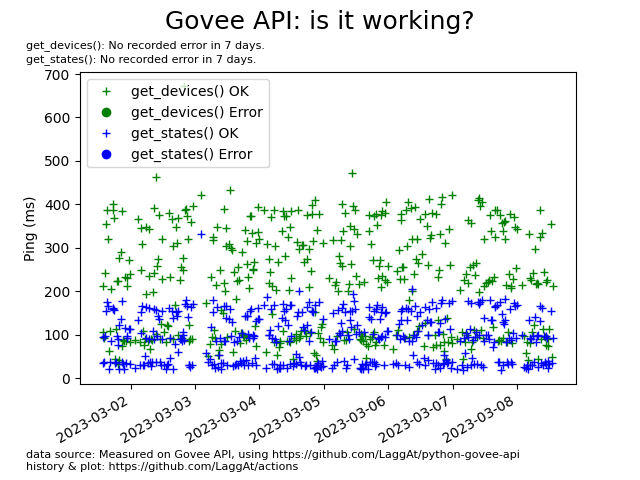 Govee API: is it working?
get_devices(): No recorded error in 7 days.
get_states(): No recorded error in 7 days.
700
600
500
400
300
200
100
0
Ping (ms)
get_devices() OK
get_devices() Error
get_states() OK
get_states() Error
2023-03-02
2023-03-03
2023-03-04
2023-03-05
2023-03-06
2023-03-07
2023-03-08
data source: Measured on Govee API, using https://github.com/LaggAt/python-govee-api
history & plot: https://github.com/LaggAt/actions